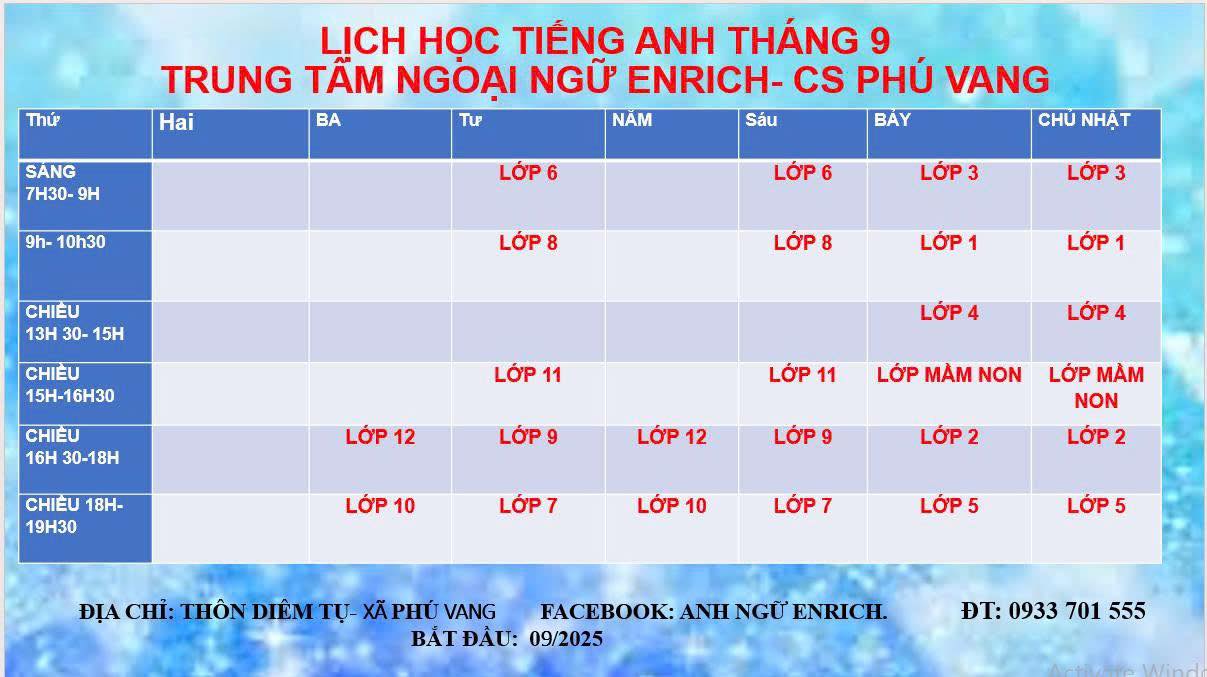 LỊCH HỌC TIẾNG ANH THÁNG 9
TRUNG TÂM NGOẠI NGỮ ENRICH- CS PHÚ VANG
Thứ Hai BA Tư NĂM Sáu BẢY CHỦ NHẬT
SÁNG
7H30- 9H LỚP 6 LỚP 6 LỚP 3 LỚP 3
9h- 10h30 LỚP 8 LỚP 8 LỚP 1 LỚP 1
CHIỀU
13H 30- 15H LỚP 4 LỚP 4
CHIỀU
15H-16H30 LỚP 11 LỚP 11 LỚP MẦM NON LỚP MẦM NON
CHIỀU
16H 30-18H LỚP 12 LỚP 9 LỚP 12 LỚP 9 LỚP 2 LỚP 2
CHIỀU 18H-
19H30 LỚP 10 LỚP 7 LỚP 10 LỚP 7 LỚP 5 LỚP 5
ĐỊA CHỈ: THÔN DIÊM TỤ- XÃ PHÚ VANG FACEBOOK: ANH NGỮ ENRICH. ĐT: 0933 701 555
BẮT ĐẦU: 09/2025